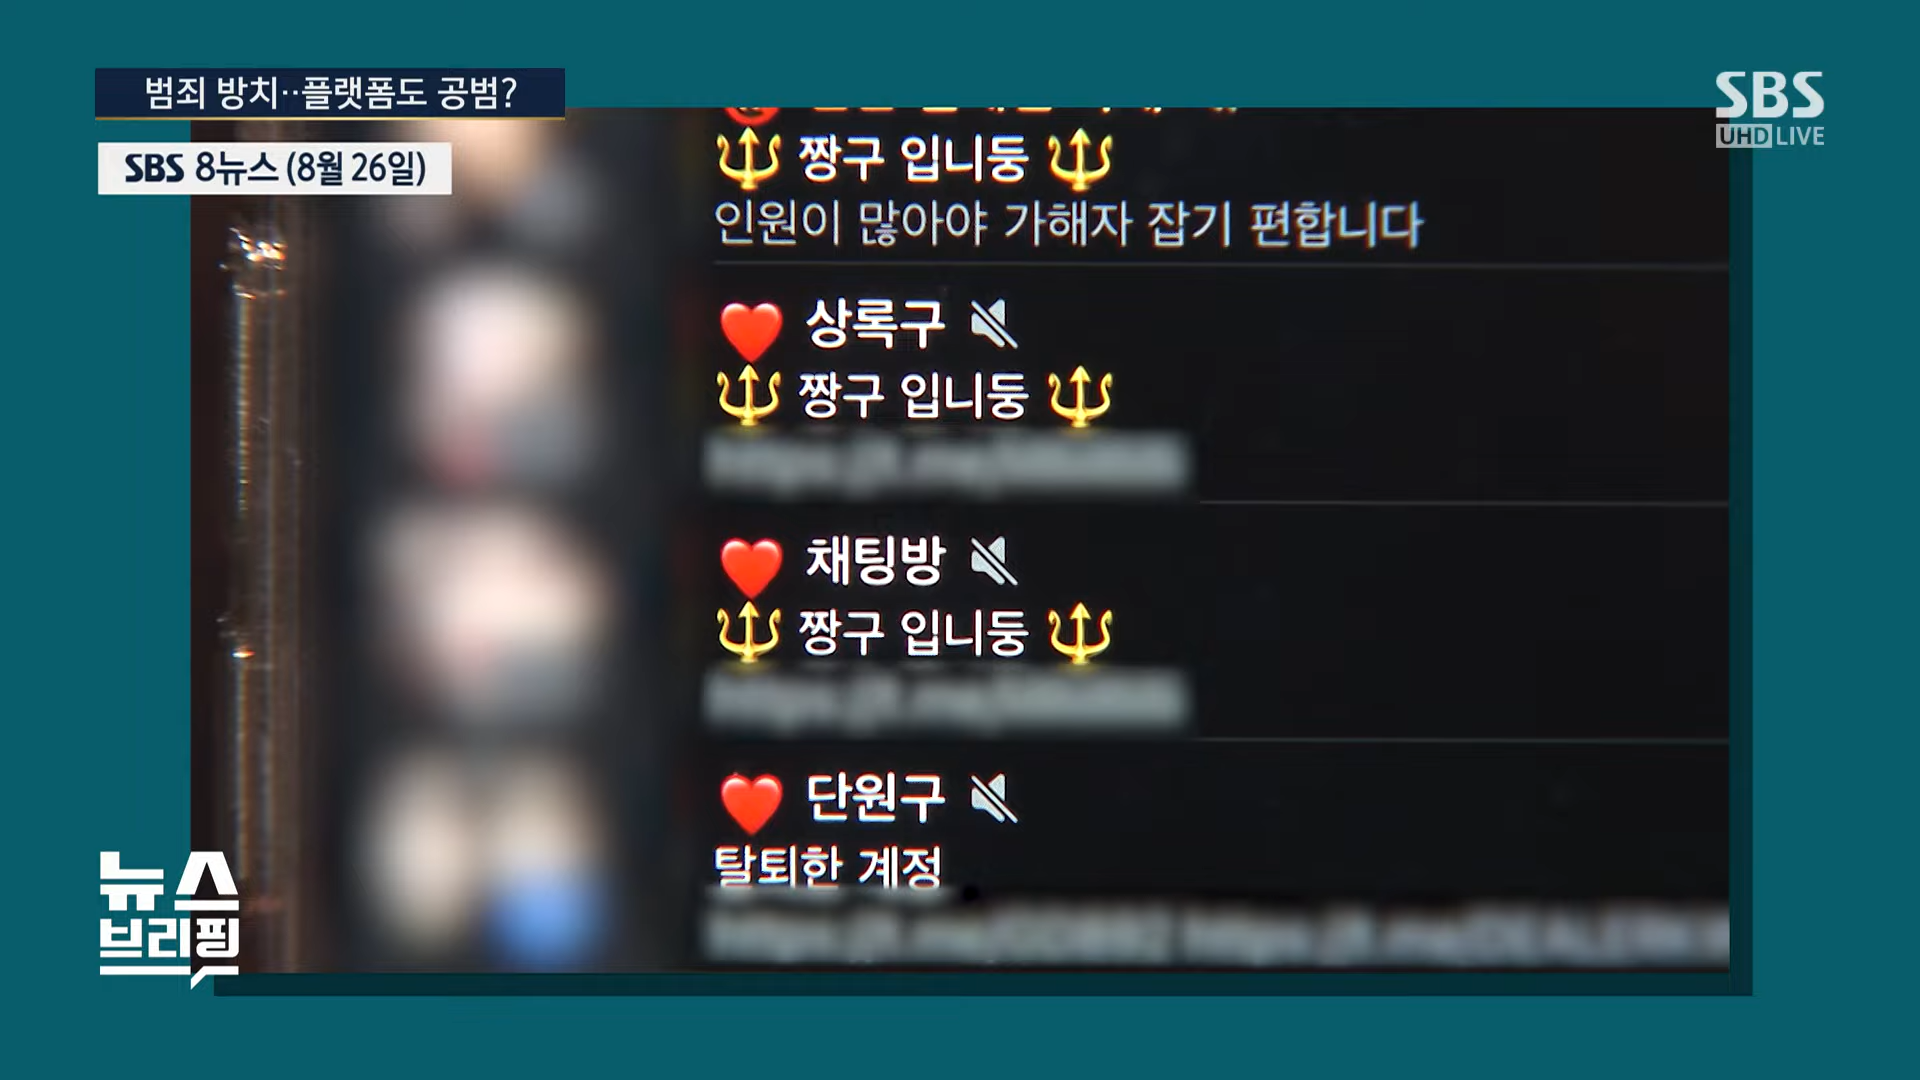 범죄 방치··플랫폼도 공범?
SBS
UHD LIVE
SBS 8뉴스 (8월 26일)
짱구 입니둥
인원이 많아야 가해자 잡기 편합니다
상록구
짱구 입니둥
채팅방
짱구 입니둥
단원구
탈퇴한 계정
뉴스
브리핑